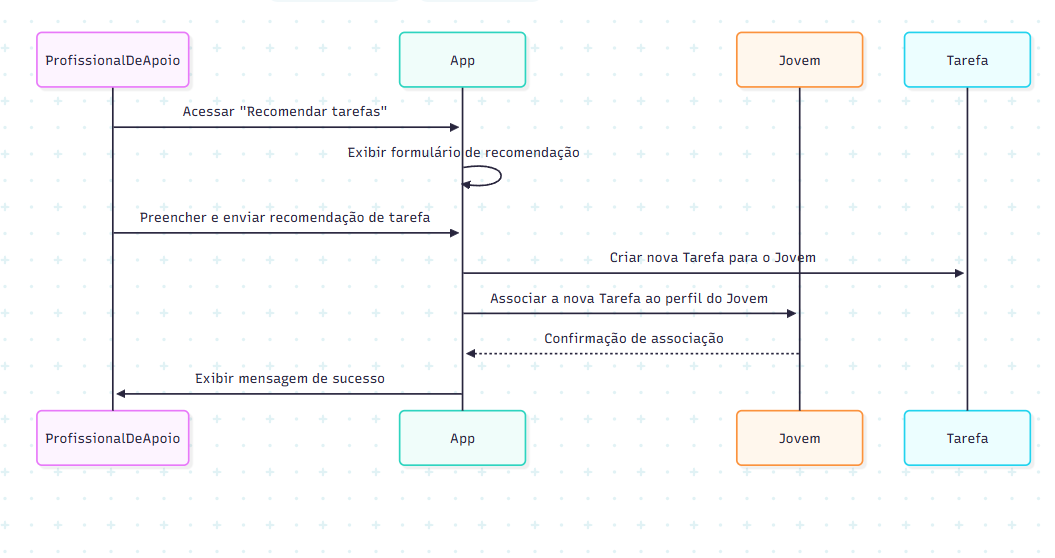 ProfissionalDeApoio
App
Jovem
Tarefa
Acessar "Recomendar tarefas"
Exibir formulário de recomendação
Preencher e enviar recomendação de tarefa
Criar nova Tarefa para o Jovem
Associar a nova Tarefa ao perfil do Jovem
Confirmação de associação
Exibir mensagem de sucesso
ProfissionalDeApoio
App
Jovem
Tarefa